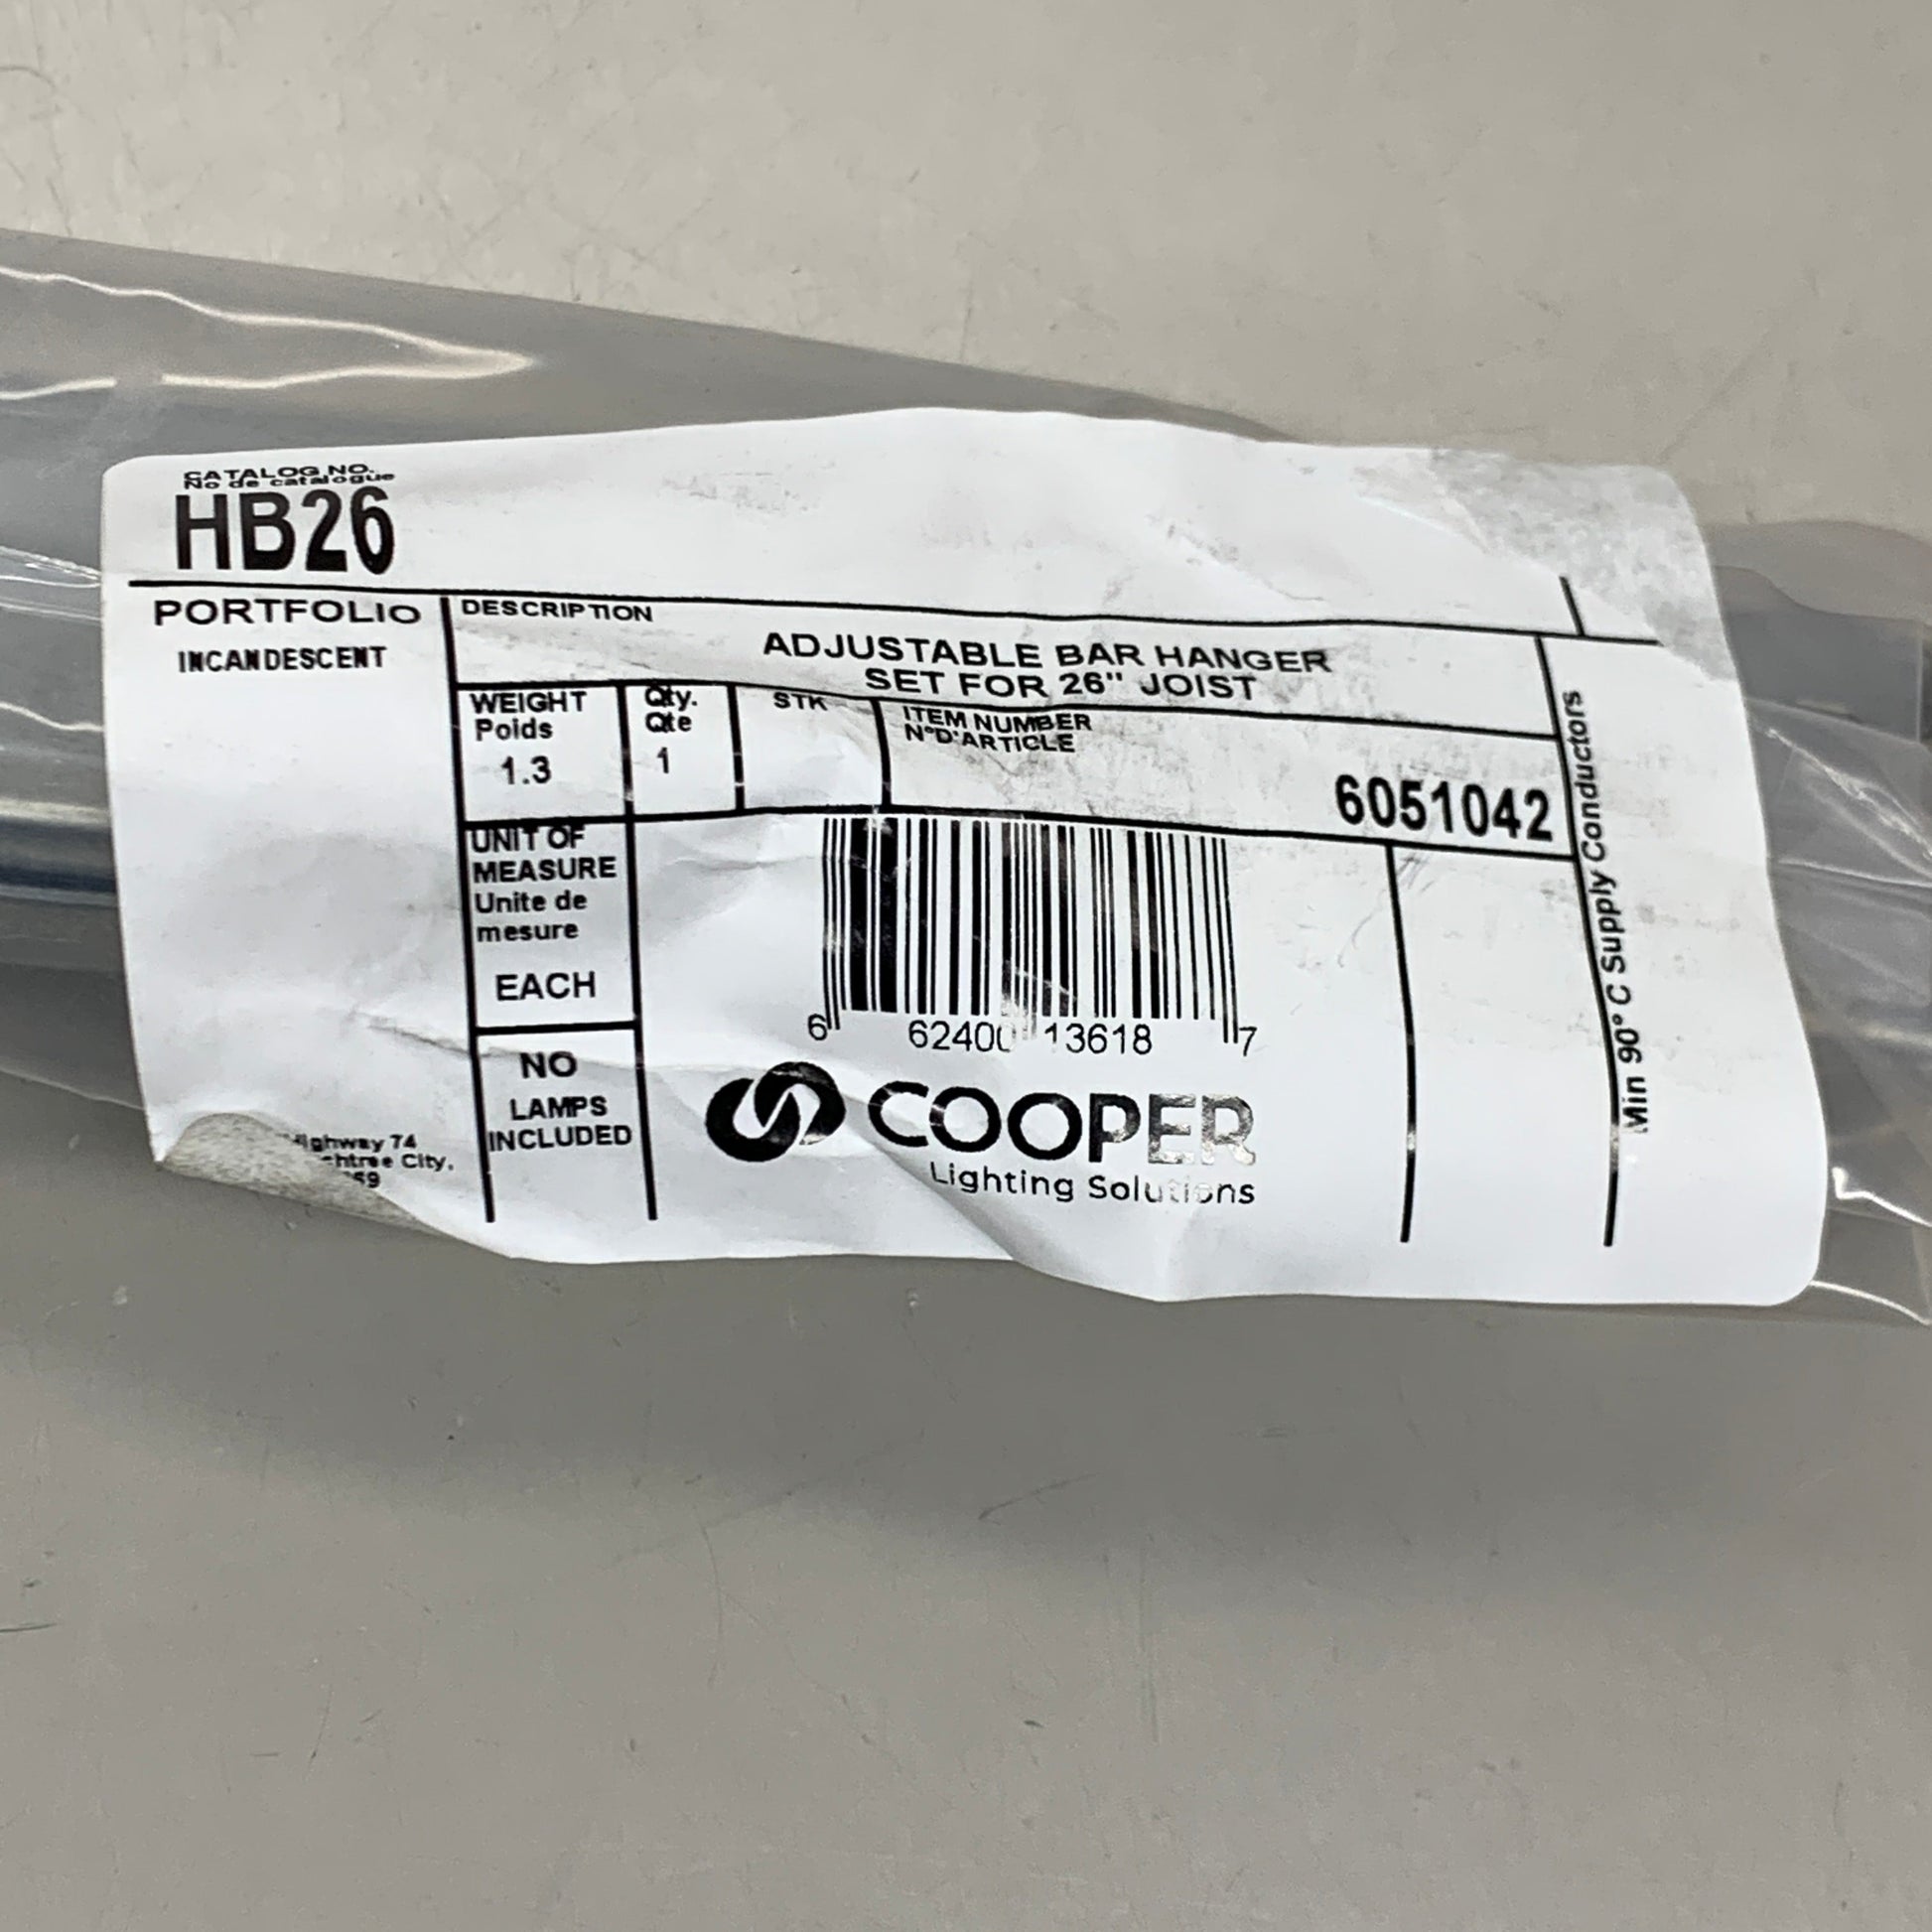 CATALOG NO.
No de catalogue
HB26
PORTFOLIO
INCANDESCENT
DESCRIPTION
ADJUSTABLE BAR HANGER
SET FOR 26" JOIST
WEIGHT
Poids
1.3
Qty.
Qte
1
STK
ITEM NUMBER
N°D'ARTICLE
6051042
UNIT OF
MEASURE
Unite de
mesure
EACH
NO
LAMPS
INCLUDED
6 62400 13618 7
COOPER
Lighting Solutions
Min 90° C Supply Conductors
74
City,